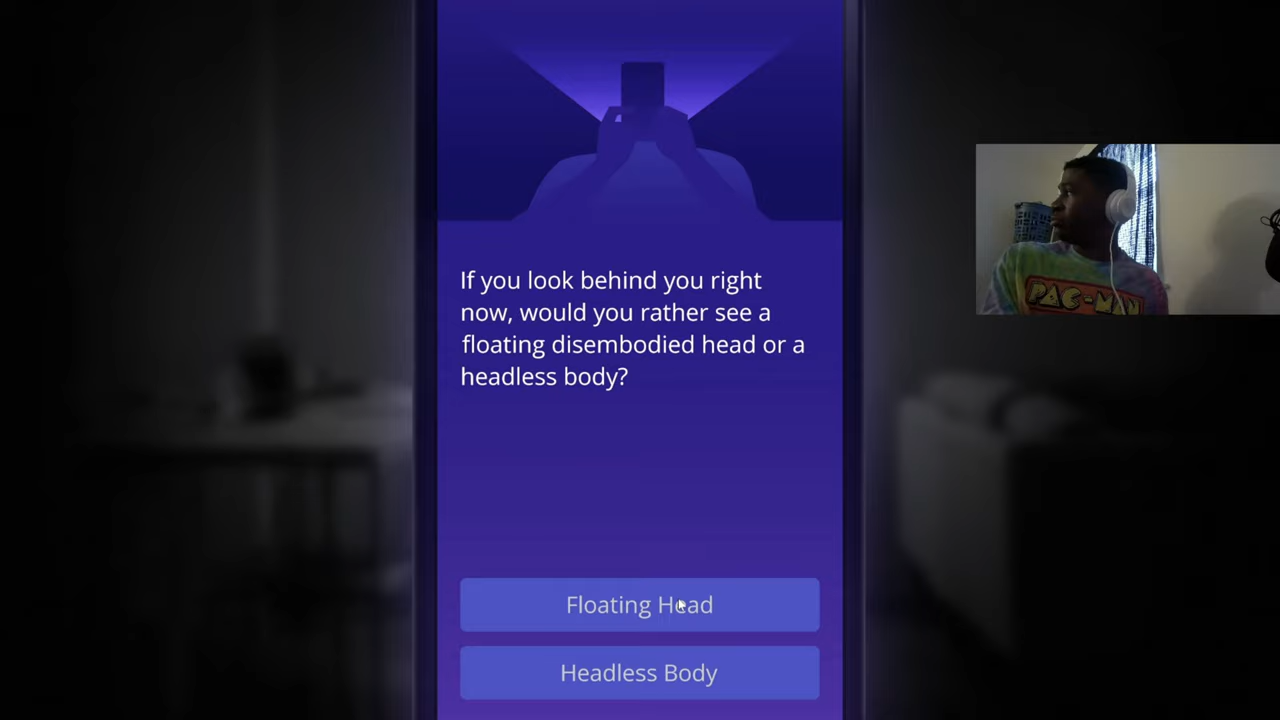 If you look behind you right
now, would you rather see a
floating disembodied head or a
headless body?
Floating Head
Headless Body
PAC-MAN